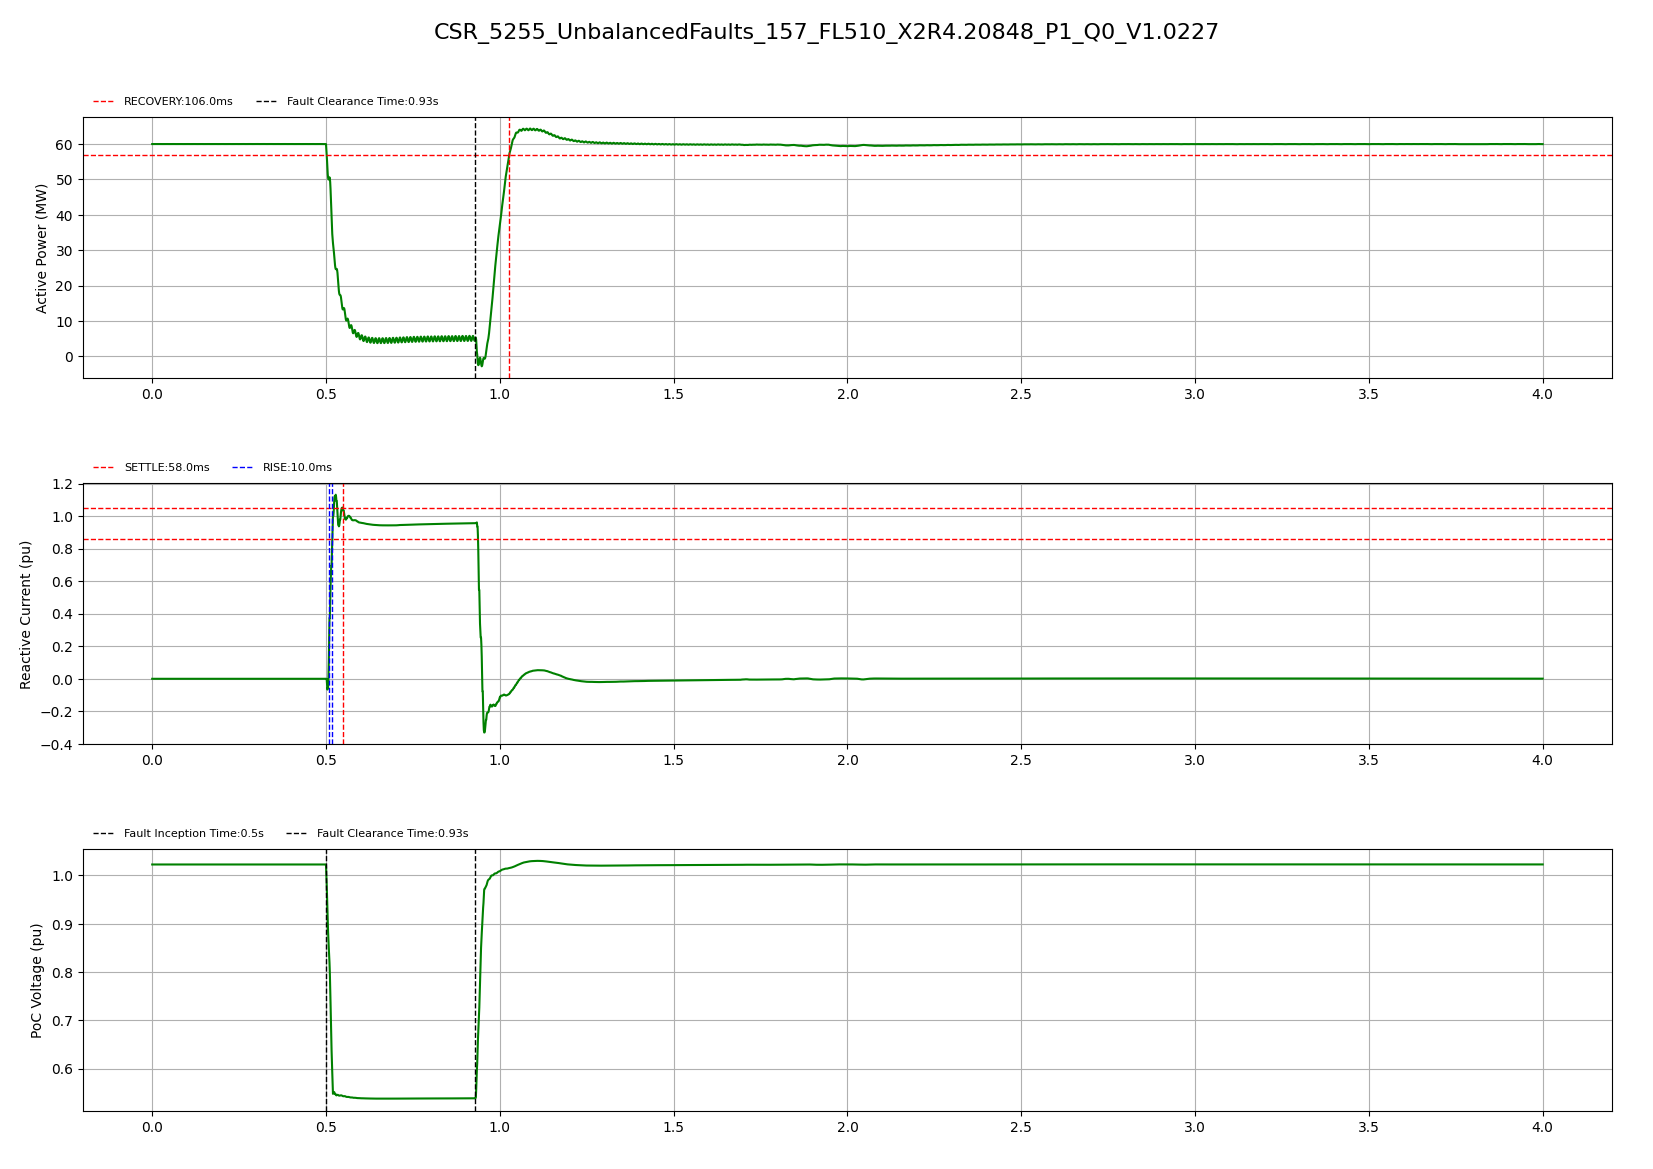 CSR_5255_UnbalancedFaults_157_FL510_X2R4.20848_P1_Q0_V1.0227
RECOVERY:106.0ms Fault Clearance Time:0.93s
Active Power (MW)
60
50
40
30
20
10
0
0.0 0.5 1.0 1.5 2.0 2.5 3.0 3.5 4.0
SETTLE:58.0ms RISE:10.0ms
Reactive Current (pu)
1.2
1.0
0.8
0.6
0.4
0.2
0.0
−0.2
−0.4
0.0 0.5 1.0 1.5 2.0 2.5 3.0 3.5 4.0
Fault Inception Time:0.5s Fault Clearance Time:0.93s
PoC Voltage (pu)
1.0
0.9
0.8
0.7
0.6
0.0 0.5 1.0 1.5 2.0 2.5 3.0 3.5 4.0